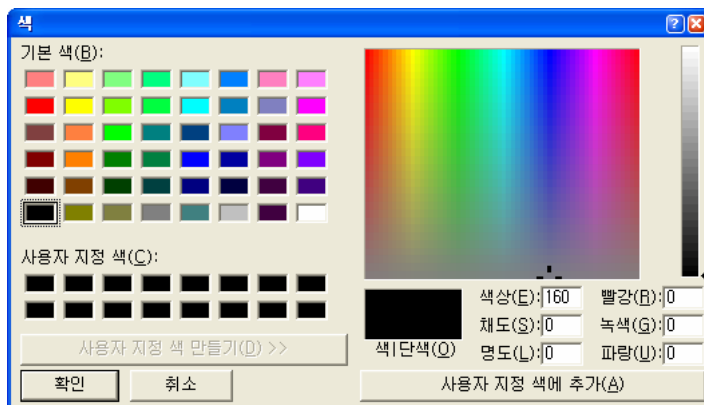 색
기본 색(B):
사용자 지정 색(C):
사용자 지정 색 만들기(D) >>
확인
취소
색|단색(O)
색상(E): 160
채도(S): 0
명도(L): 0
빨강(R): 0
녹색(G): 0
파랑(U): 0
사용자 지정 색에 추가(A)